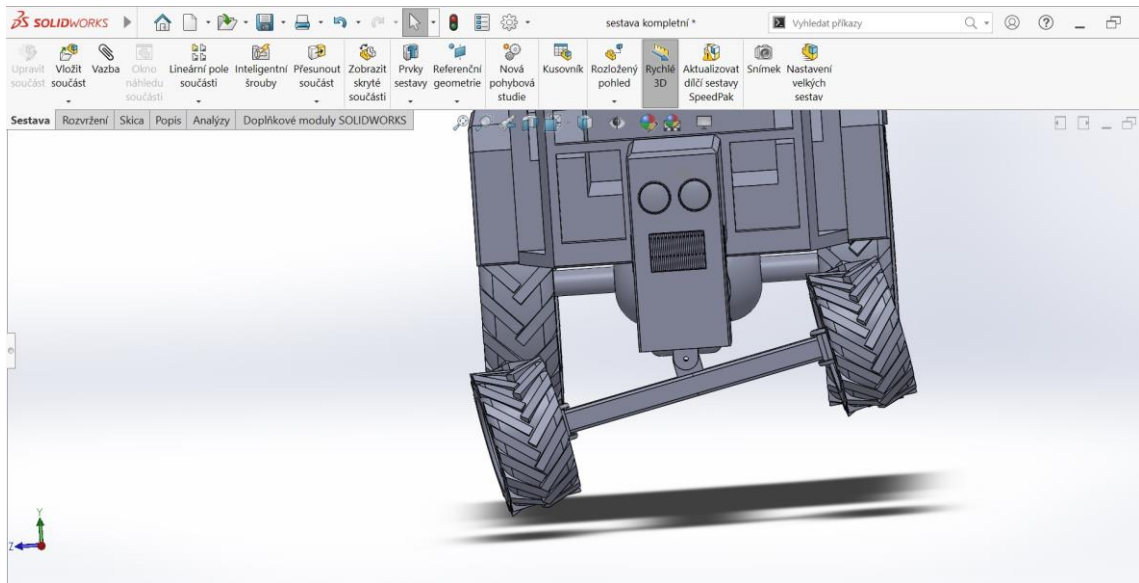 SOLIDWORKS
sestava kompletní *
Vyhledat příkazy
Upravit součást
Vložit součást
Vazba
Okno náhledu součásti
Lineární pole součásti
Inteligentní šrouby
Přesunout součást
Zobrazit skryté součásti
Prvky sestavy
Referenční geometrie
Nová pohybová studie
Kusovník
Rozložený pohled
Rychlé 3D
Aktualizovat dílčí sestavy SpeedPak
Snímek
Nastavení velkých sestav
Sestava Rozvržení Skica Popis Analýzy Doplňkové moduly SOLIDWORKS
Y
Z